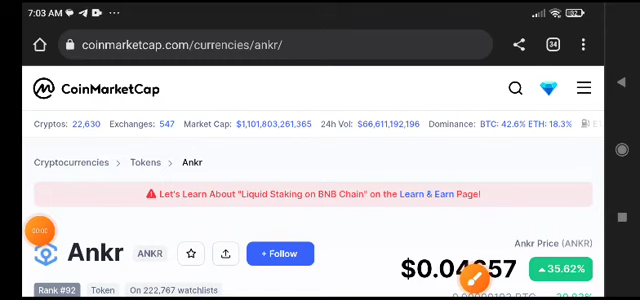 7:03 AM
92
coinmarketcap.com/currencies/ankr/
34
CoinMarketCap
Cryptos: 22,630 Exchanges: 547 Market Cap: $1,101,803,261,365 24h Vol: $66,611,192,196 Dominance: BTC: 42.6% ETH: 18.3%
Cryptocurrencies > Tokens > Ankr
Let's Learn About "Liquid Staking on BNB Chain" on the Learn & Earn Page!
Ankr ANKR + Follow
Ankr Price (ANKR)
35.62%
Rank #92 Token On 222,767 watchlists